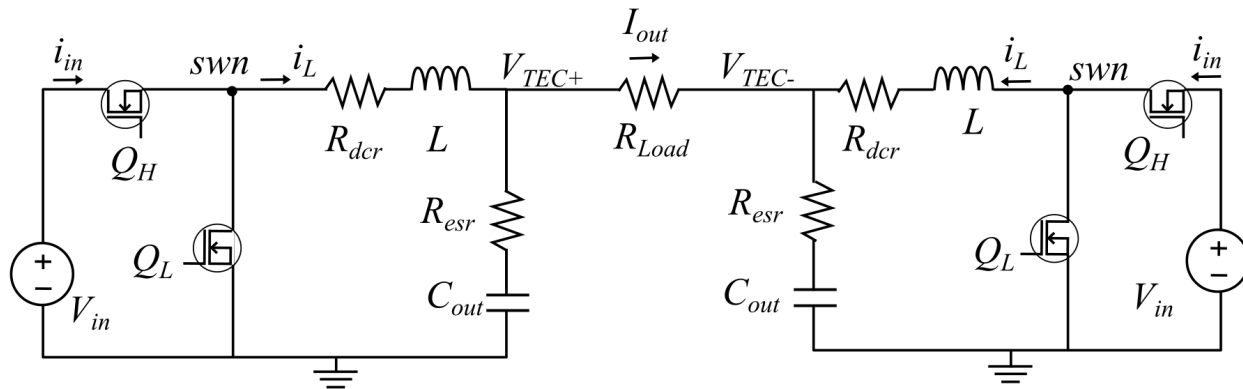 i_in
swn
i_L
V_TEC+
I_out
V_TEC-
i_L
swn
i_in
Q_H
R_dcr
L
R_Load
R_dcr
L
Q_H
Q_L
R_esr
R_esr
Q_L
+
−
V_in
C_out
C_out
+
−
V_in